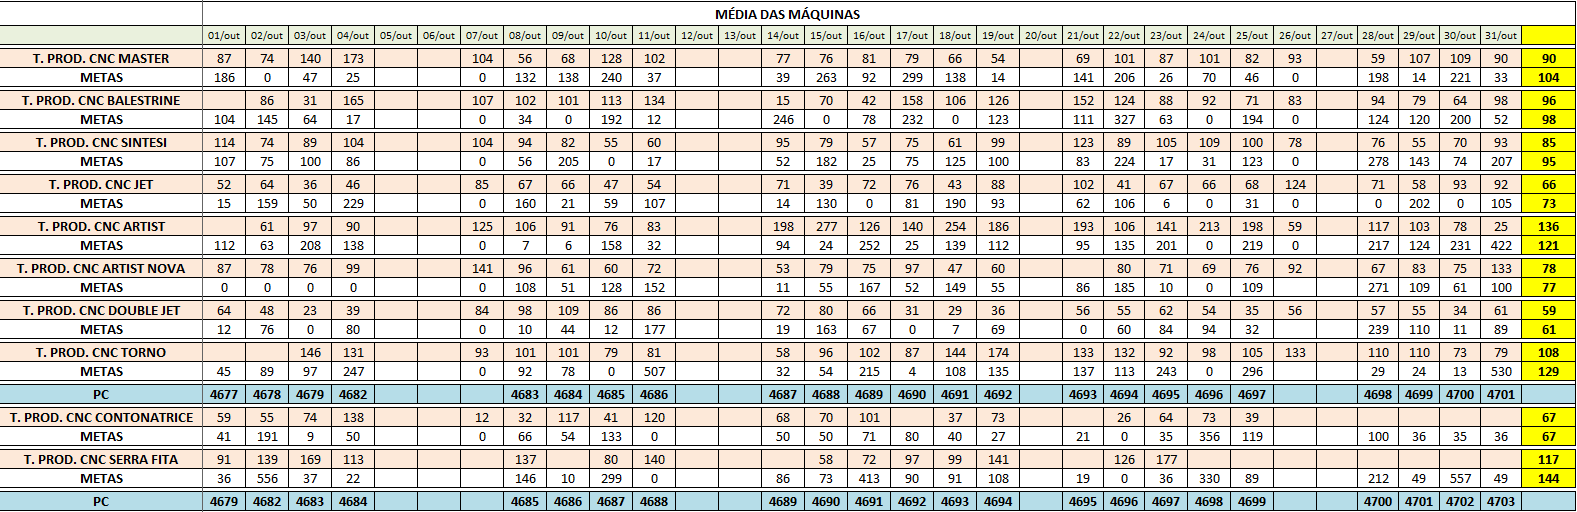 MÉDIA DAS MÁQUINAS
01/out 02/out 03/out 04/out 05/out 06/out 07/out 08/out 09/out 10/out 11/out 12/out 13/out 14/out 15/out 16/out 17/out 18/out 19/out 20/out 21/out 22/out 23/out 24/out 25/out 26/out 27/out 28/out 29/out 30/out 31/out
T. PROD. CNC MASTER 87 74 140 173 104 56 68 128 102 77 76 81 79 66 54 69 101 87 101 82 93 59 107 109 90 90
METAS 186 0 47 25 0 132 138 240 37 39 263 92 299 138 14 141 206 26 70 46 0 198 14 221 33 104
T. PROD. CNC BALESTRINE 86 31 165 107 102 101 113 134 15 70 42 158 106 126 152 124 88 92 71 83 94 79 64 98 96
METAS 104 145 64 17 0 34 0 192 12 246 0 78 232 0 123 111 327 63 0 194 0 124 120 200 52 98
T. PROD. CNC SINTESI 114 74 89 104 104 94 82 55 60 95 79 57 75 61 99 123 89 105 109 100 78 76 55 70 93 85
METAS 107 75 100 86 0 56 205 0 17 52 182 25 75 125 100 83 224 17 31 123 0 278 143 74 207 95
T. PROD. CNC JET 52 64 36 46 85 67 66 47 54 71 39 72 76 43 88 102 41 67 66 68 124 71 58 93 92 66
METAS 15 159 50 229 0 160 21 59 107 14 130 0 81 190 93 62 106 6 0 31 0 0 202 0 105 73
T. PROD. CNC ARTIST 61 97 90 125 106 91 76 83 198 277 126 140 254 186 193 106 141 213 198 59 117 103 78 25 136
METAS 112 63 208 138 0 7 6 158 32 94 24 252 25 139 112 95 135 201 0 219 0 217 124 231 422 121
T. PROD. CNC ARTIST NOVA 87 78 76 99 141 96 61 60 72 53 79 75 97 47 60 80 71 69 76 92 67 83 75 133 78
METAS 0 0 0 0 0 108 51 128 152 11 55 167 52 149 55 86 185 10 0 109 271 109 61 100 77
T. PROD. CNC DOUBLE JET 64 48 23 39 84 98 109 86 86 72 80 66 31 29 36 56 55 62 54 35 56 57 55 34 61 59
METAS 12 76 0 80 0 10 44 12 177 19 163 67 0 7 69 0 60 84 94 32 239 110 11 89 61
T. PROD. CNC TORNO 146 131 93 101 101 79 81 58 96 102 87 144 174 133 132 92 98 105 133 110 110 73 79 108
METAS 45 89 97 247 0 92 78 0 507 32 54 215 4 108 135 137 113 243 0 296 29 24 13 530 129
PC 4677 4678 4679 4682 4683 4684 4685 4686 4687 4688 4689 4690 4691 4692 4693 4694 4695 4696 4697 4698 4699 4700 4701
T. PROD. CNC CONTONATRICE 59 55 74 138 12 32 117 41 120 68 70 101 37 73 26 64 73 39 67
METAS 41 191 9 50 0 66 54 133 0 50 50 71 80 40 27 21 0 35 356 119 100 36 35 36 67
T. PROD. CNC SERRA FITA 91 139 169 113 137 80 140 58 72 97 99 141 126 177 117
METAS 36 556 37 22 146 10 299 0 86 73 413 90 91 108 19 0 36 330 89 212 49 557 49 144
PC 4679 4682 4683 4684 4685 4686 4687 4688 4689 4690 4691 4692 4693 4694 4695 4696 4697 4698 4699 4700 4701 4702 4703